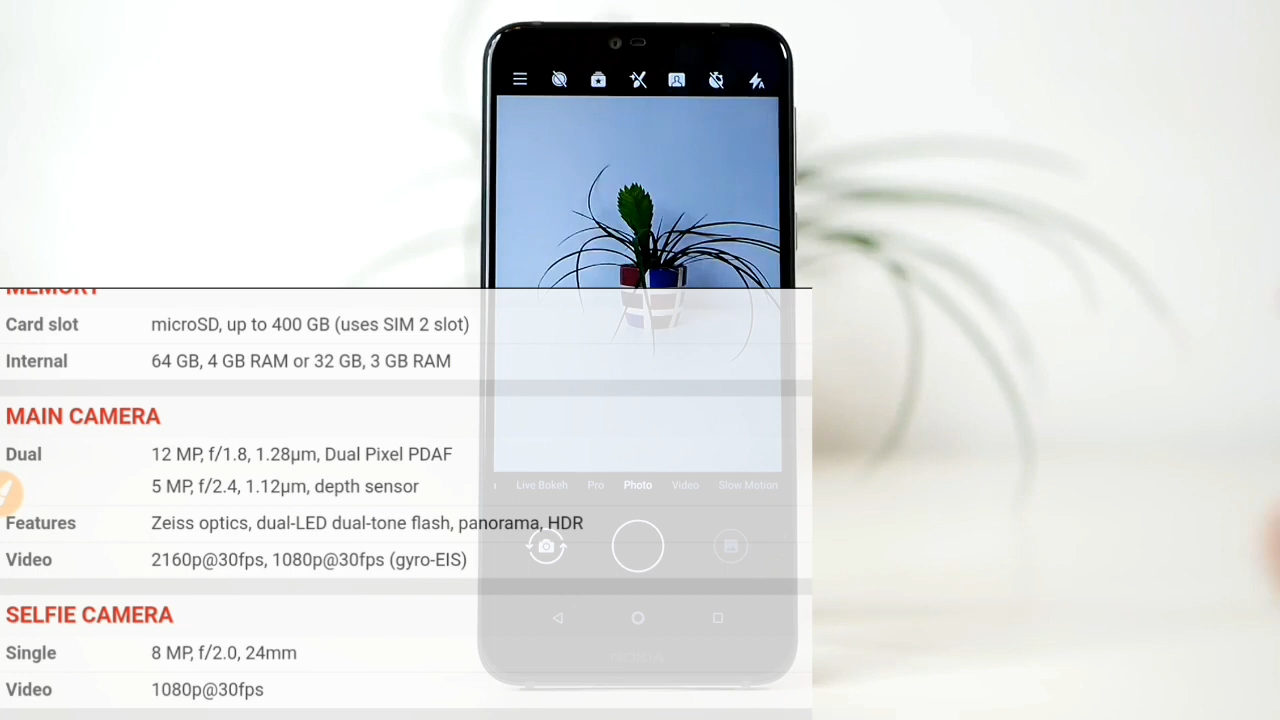 MEMORY
Card slot microSD, up to 400 GB (uses SIM 2 slot)
Internal 64 GB, 4 GB RAM or 32 GB, 3 GB RAM
MAIN CAMERA
Dual 12 MP, f/1.8, 1.28µm, Dual Pixel PDAF
5 MP, f/2.4, 1.12µm, depth sensor
Live Bokeh Pro Photo Video Slow Motion
Features Zeiss optics, dual-LED dual-tone flash, panorama, HDR
Video 2160p@30fps, 1080p@30fps (gyro-EIS)
SELFIE CAMERA
Single 8 MP, f/2.0, 24mm
NOKIA
Video 1080p@30fps